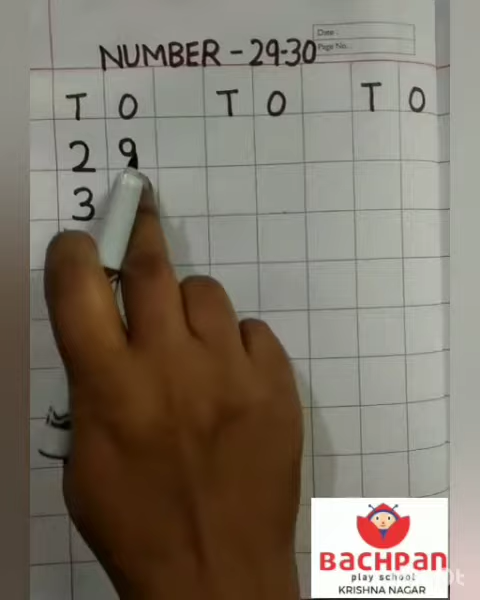 Date :
Page No.
NUMBER - 29-30
T O T O T O
2 9
3
BACHPAN
play school
KRISHNA NAGAR